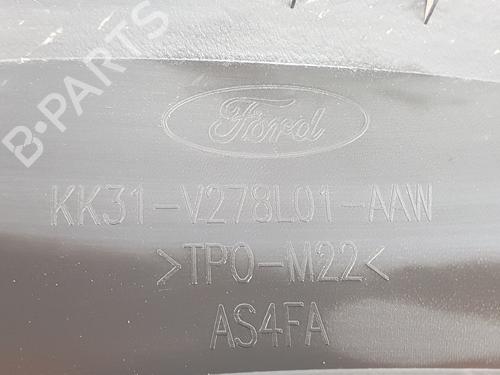 B-PARTS
Ford
KK31-V278L01-AAW
>TPO-M22<
AS4FA